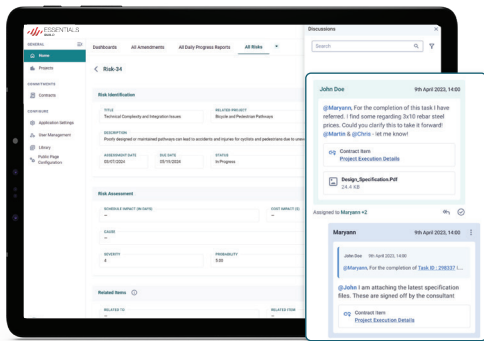 ESSENTIALS
Discussions
GENERAL
Home
Projects
COMMITMENTS
Contracts
CONFIGURE
Application Settings
User Management
Library
Public Page
Configuration
Dashboards
All Amendments
All Daily Progress Reports
All Risks
Risk-34
Risk Identification
TITLE
Technical Complexity and Integration Issues
RELATED PROJECT
Bicycle and Pedestrian Pathways
DESCRIPTION
Poorly designed or maintained pathways can lead to accidents and injuries for cyclists and pedestrians due to uneven
ASSESSMENT DATE
02/07/2024
DUE DATE
25/10/2024
STATUS
In Progress
Risk Assessment
SCHEDULE IMPACT (IN DAYS)
--
COST IMPACT ($)
--
CAUSE
--
SEVERITY
4
PROBABILITY
5.00
Related Items
RELATED TO
--
RELATED ITEM
--
Search
John Doe
9th April 2023, 14:00
@Maryann, For the completion of this task I have
referred. I find some regarding 3x10 rebar steel
prices. Could you clarify this to take it forward!
@Martin & @Chris - let me know!
Contract Item
Project Execution Details
Design_Specification.Pdf
24.4 KB
Assigned to Maryann +2
Maryann
9th April 2023, 14:00
John Doe 9th April 2023, 14:00
@Maryann, For the completion of Task ID : 298337 I...
@John I am attaching the latest specification
files. These are signed off by the consultant!
Contract Item
Project Execution Details